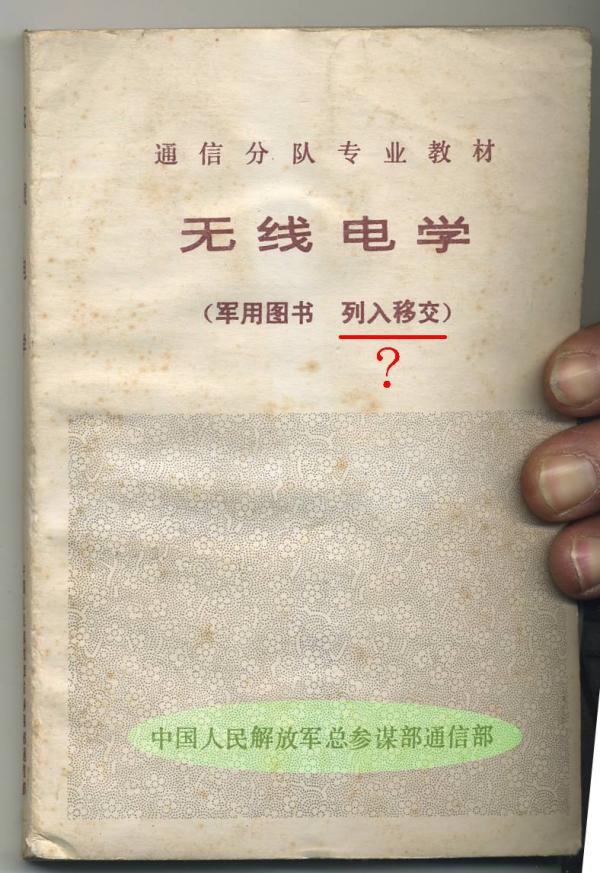 通信分队专业教材
无线电学
（军用图书 列入移交）
？
中国人民解放军总参谋部通信部